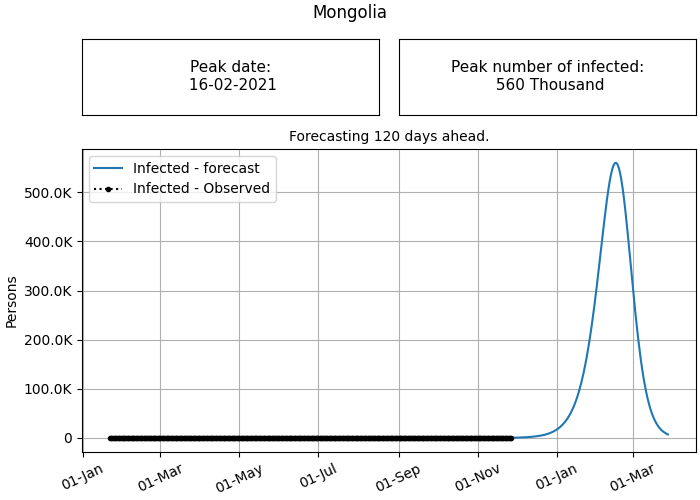 Mongolia
Peak date:
16-02-2021
Peak number of infected:
560 Thousand
Forecasting 120 days ahead.
Infected - forecast
Infected - Observed
500.0K
400.0K
300.0K
200.0K
100.0K
0
Persons
01-Jan
01-Mar
01-May
01-Jul
01-Sep
01-Nov
01-Jan
01-Mar